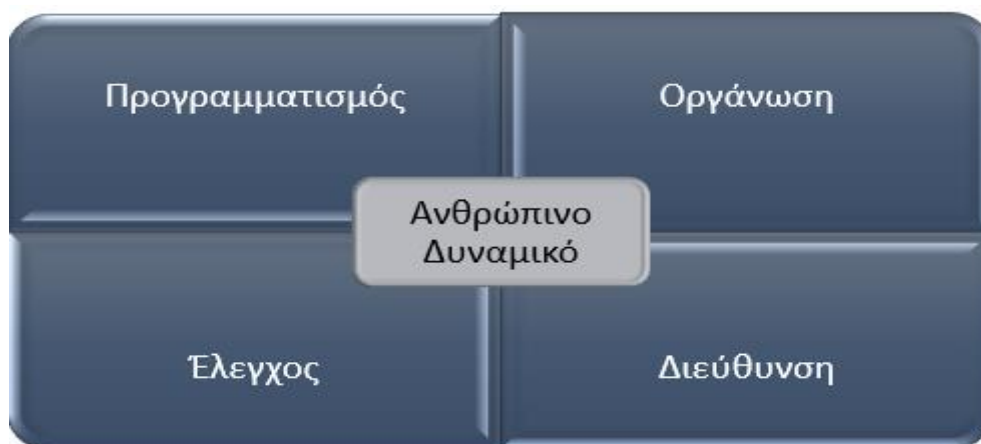 Προγραμματισμός
Οργάνωση
Ανθρώπινο
Δυναμικό
Έλεγχος
Διεύθυνση